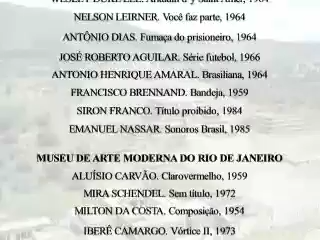 NELSON LEIRNER. Você faz parte, 1964
ANTÔNIO DIAS. Fumaça do prisioneiro, 1964
JOSÉ ROBERTO AGUILAR. Série futebol, 1966
ANTONIO HENRIQUE AMARAL. Brasiliana, 1964
FRANCISCO BRENNAND. Bandeja, 1959
SIRON FRANCO. Título proibido, 1984
EMANUEL NASSAR. Sonoros Brasil, 1985
MUSEU DE ARTE MODERNA DO RIO DE JANEIRO
ALUÍSIO CARVÃO. Clarovermelho, 1959
MIRA SCHENDEL. Sem título, 1972
MILTON DA COSTA. Composição, 1954
IBERÊ CAMARGO. Vórtice II, 1973